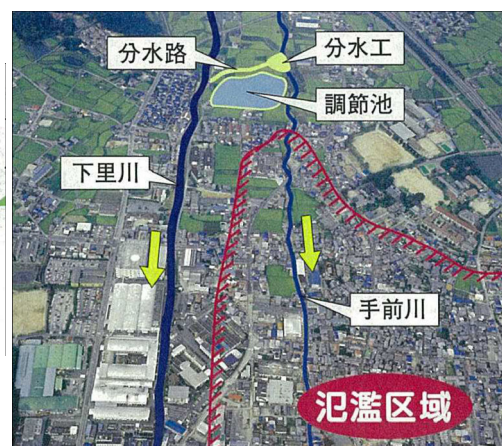 分水路
分水工
調節池
下里川
手前川
氾濫区域